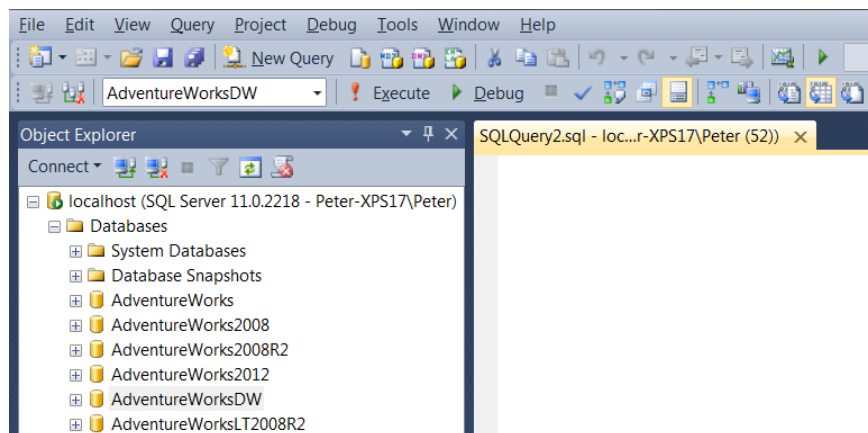 File Edit View Query Project Debug Tools Window Help
New Query
AdventureWorksDW Execute Debug
Object Explorer
SQLQuery2.sql - loc...r-XPS17\Peter (52))
Connect
localhost (SQL Server 11.0.2218 - Peter-XPS17\Peter)
Databases
System Databases
Database Snapshots
AdventureWorks
AdventureWorks2008
AdventureWorks2008R2
AdventureWorks2012
AdventureWorksDW
AdventureWorksLT2008R2